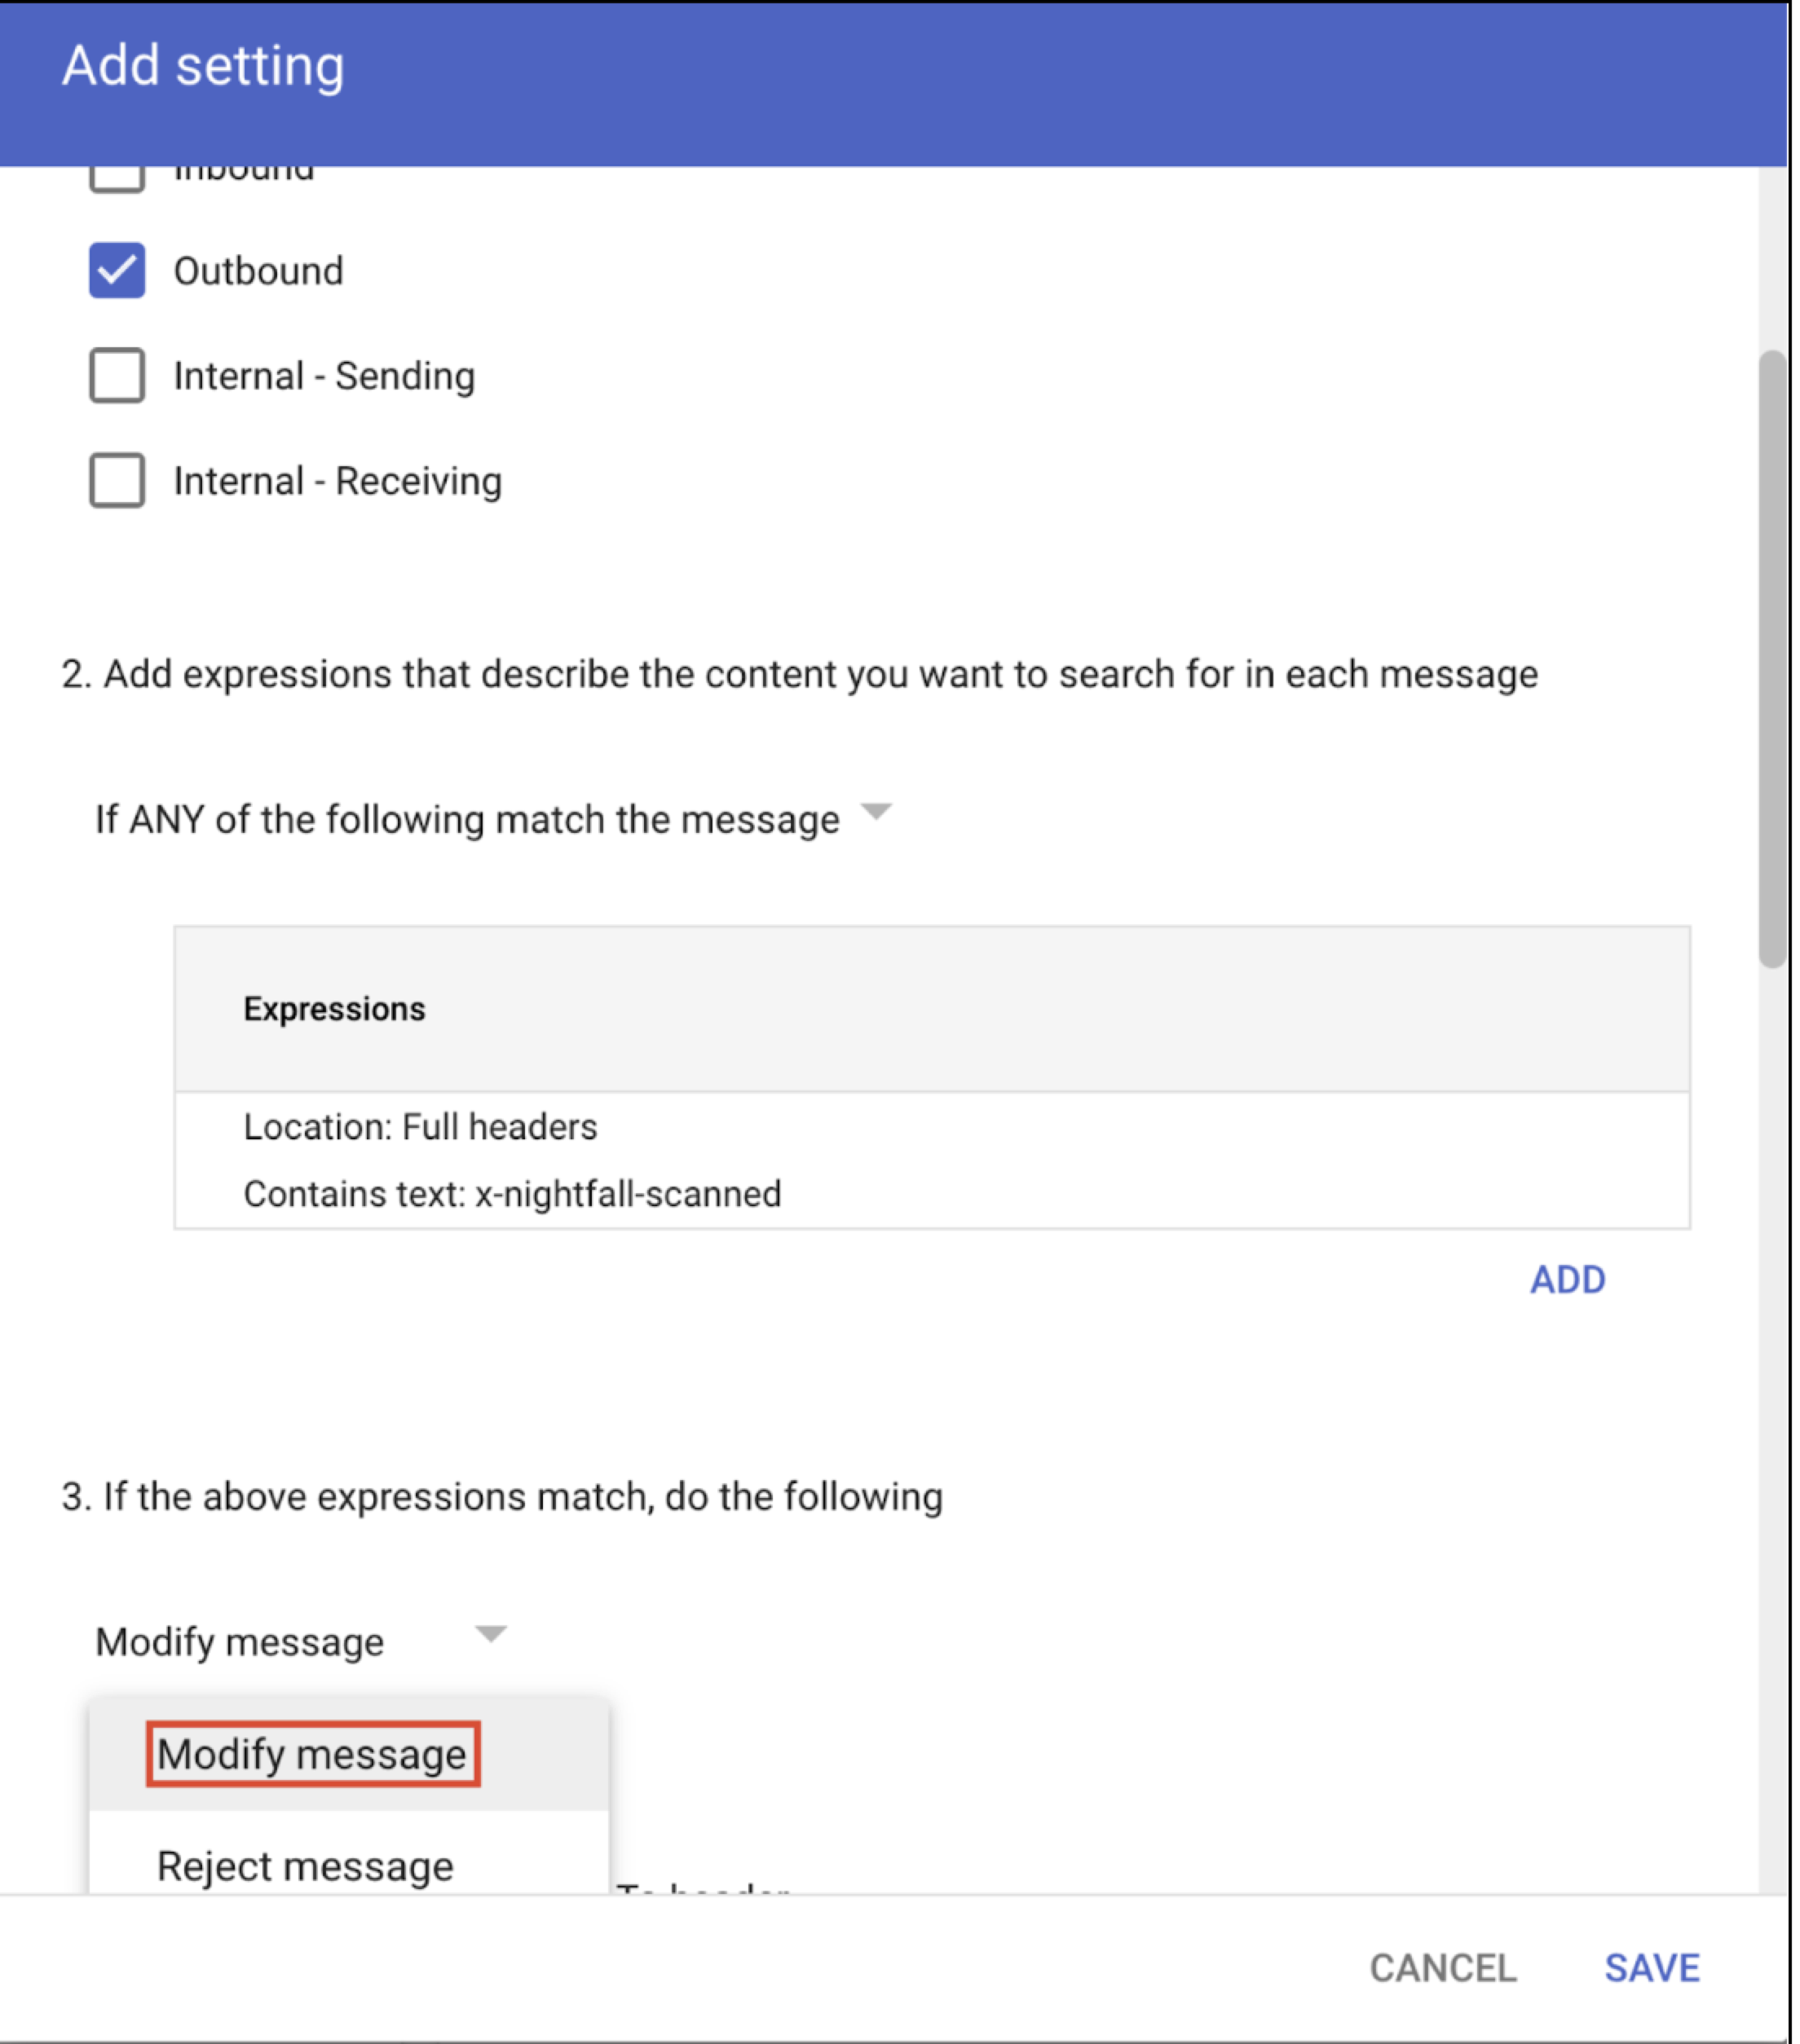 Add setting
Inbound
Outbound
Internal - Sending
Internal - Receiving
2. Add expressions that describe the content you want to search for in each message
If ANY of the following match the message
Expressions
Location: Full headers
Contains text: x-nightfall-scanned
ADD
3. If the above expressions match, do the following
Modify message
Modify message
Reject message
To header
CANCEL
SAVE